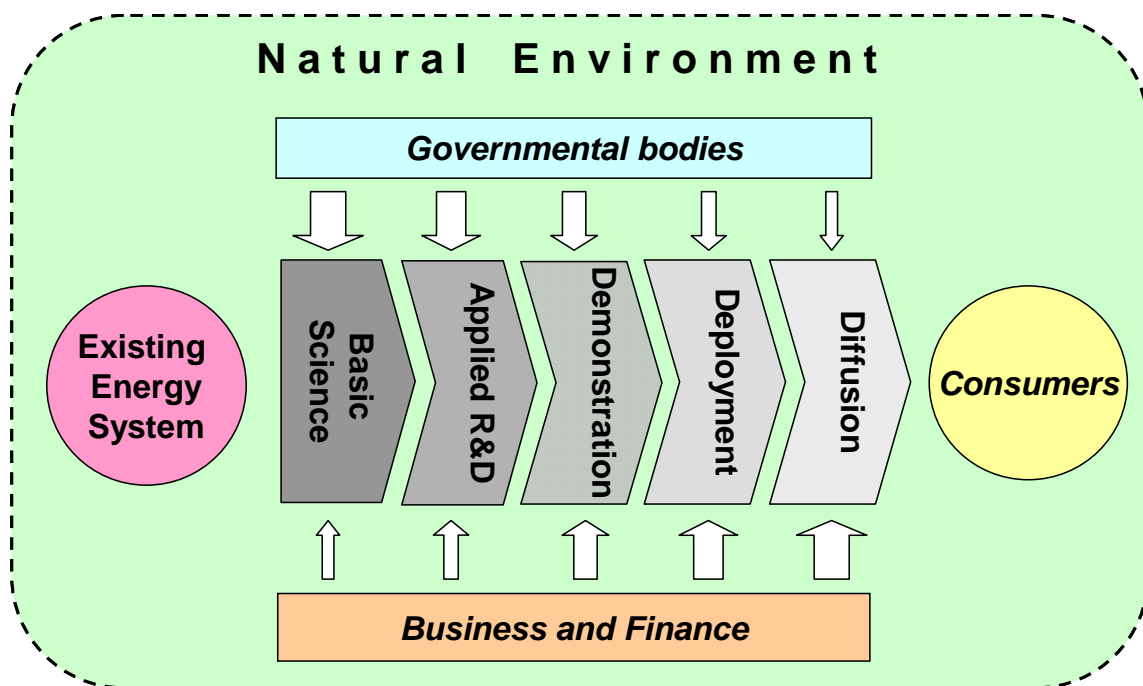 Natural Environment
Governmental bodies
Existing
Energy
System
Basic
Science
Applied R&D
Demonstration
Deployment
Diffusion
Consumers
Business and Finance